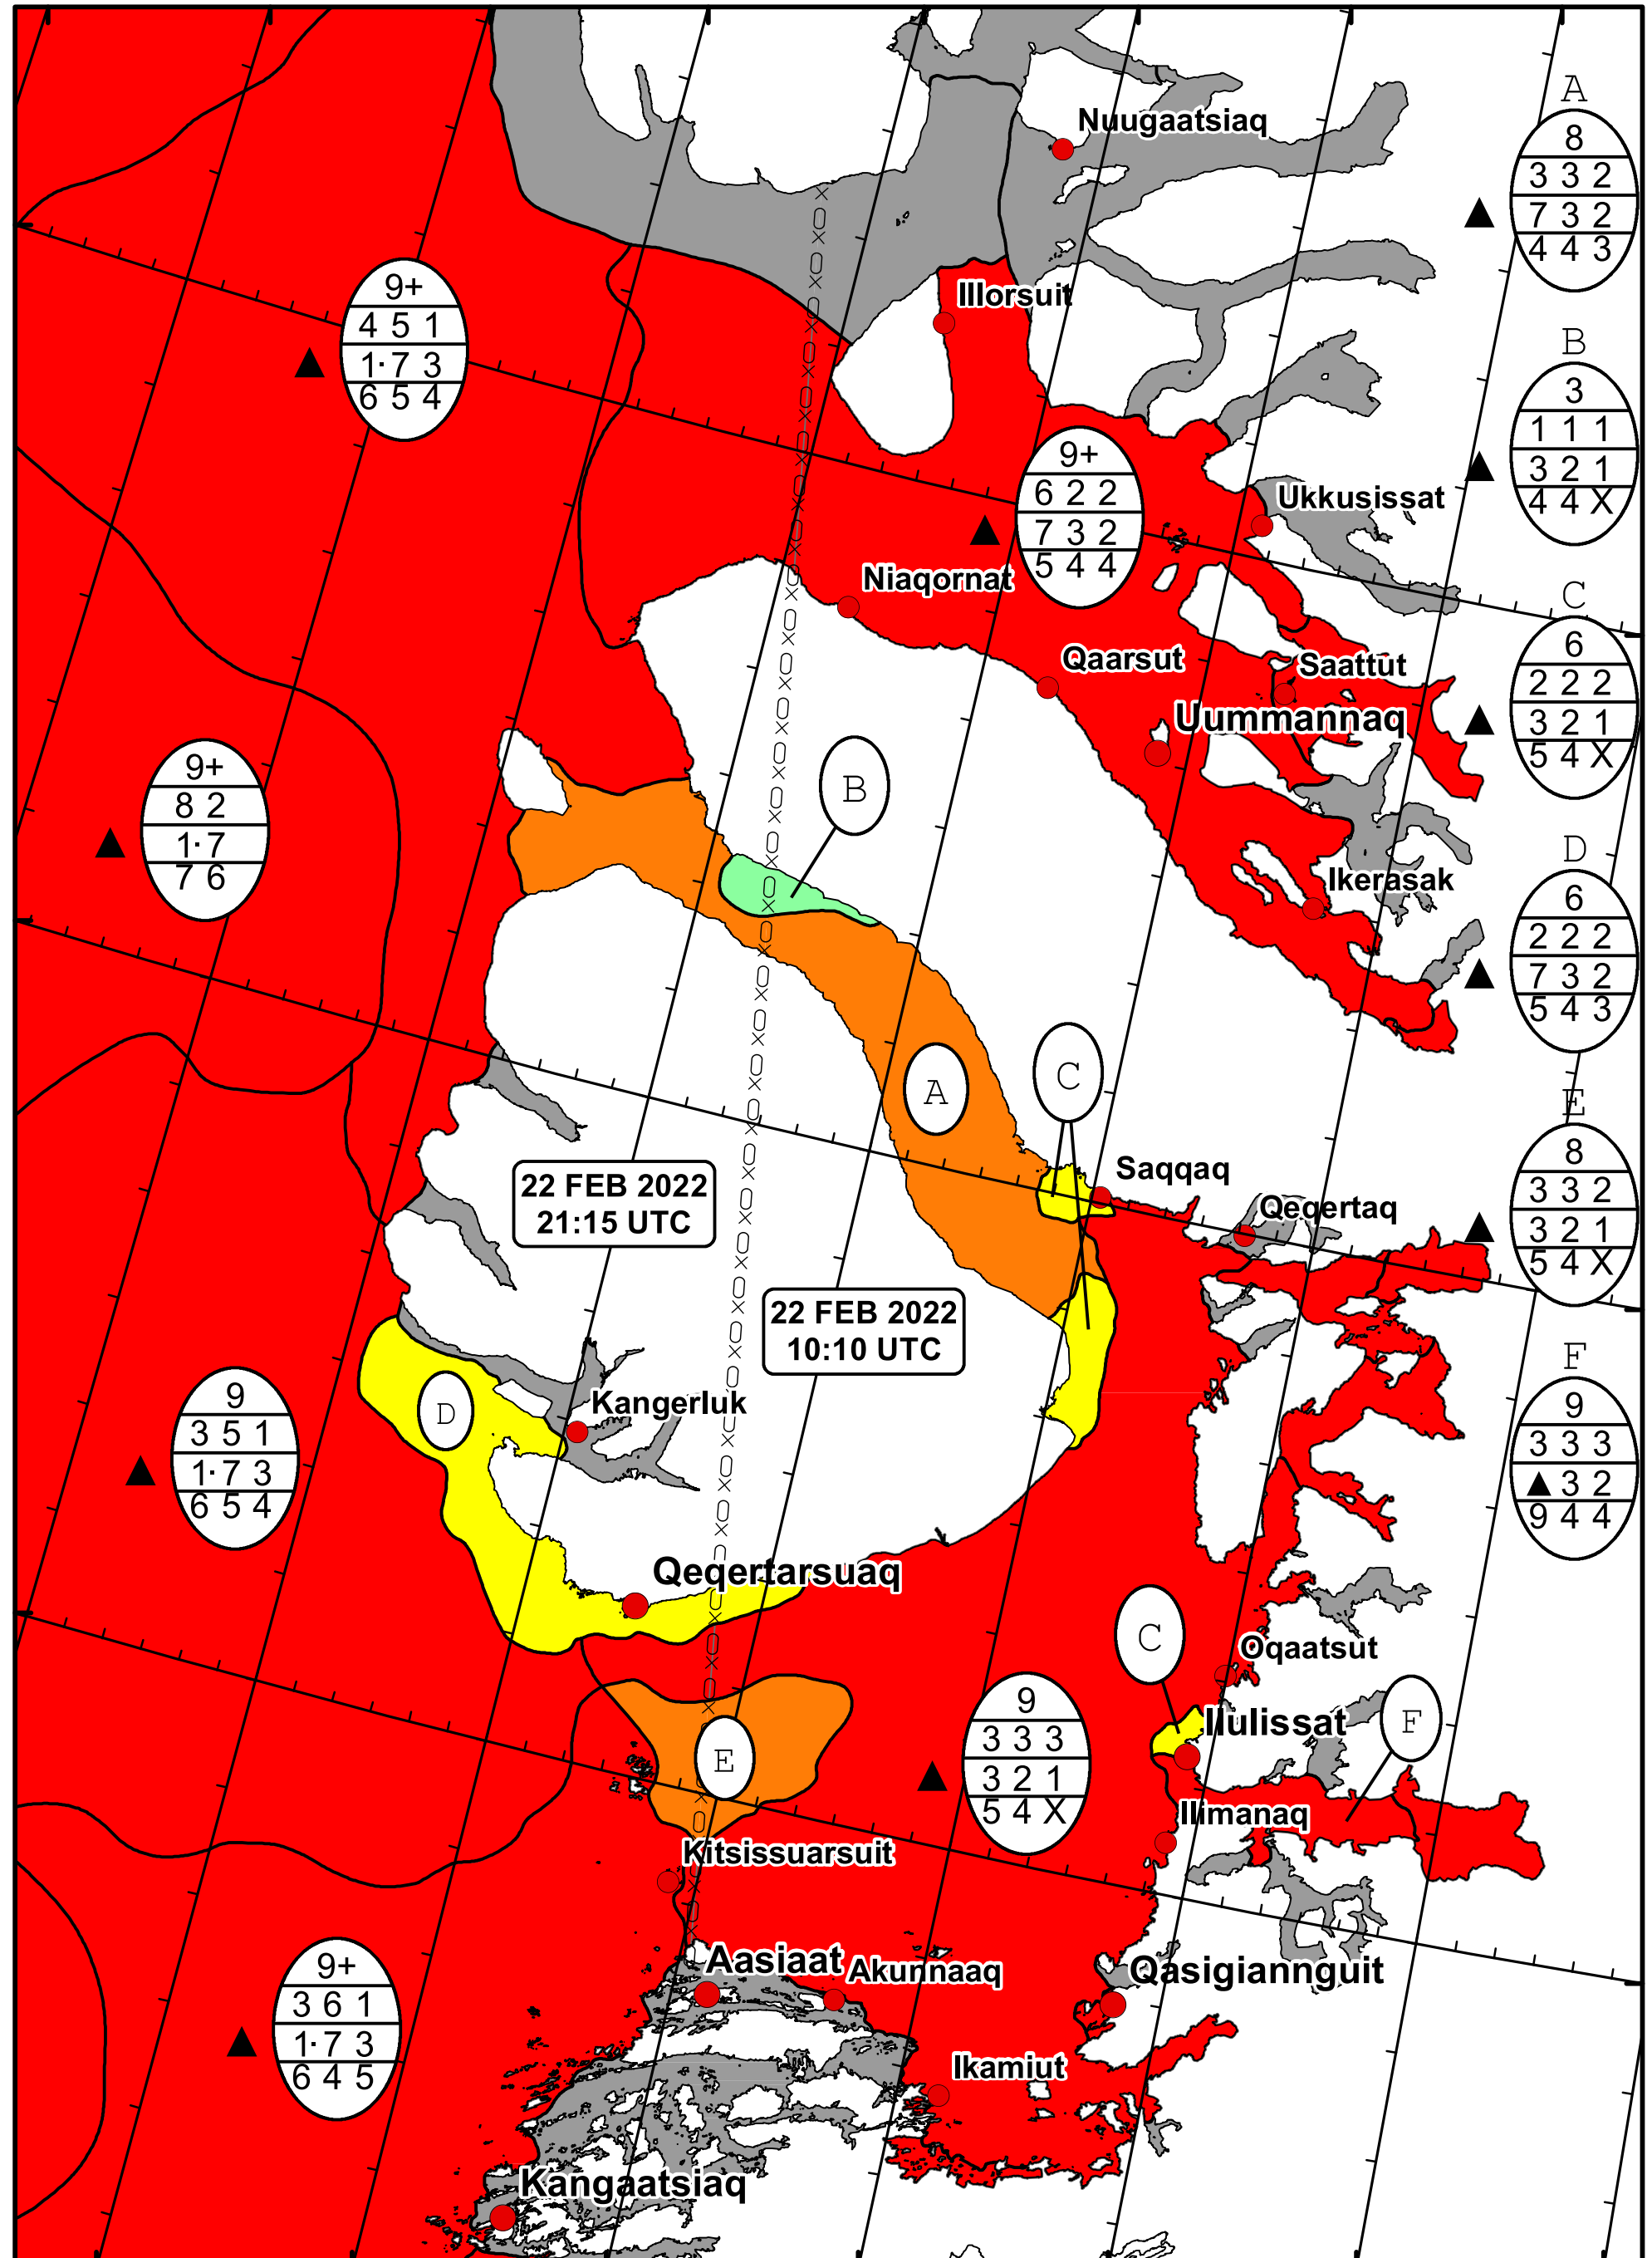 Nuugaatsiaq
A
8
3 3 2
▲ 7 3 2
4 4 3
Illorsuit
9+
4 5 1
▲ 1· 7 3
6 5 4
B
3
1 1 1
▲ 3 2 1
4 4 X
9+
6 2 2
▲ 7 3 2
5 4 4
Ukkusissat
Niaqornat
C
6
2 2 2
▲ 3 2 1
5 4 X
Qaarsut
Saattut
Uummannaq
9+
8 2
▲ 1· 7
7 6
B
Ikerasak
D
6
2 2 2
▲ 7 3 2
5 4 3
C
A
E
8
3 3 2
▲ 3 2 1
5 4 X
Saqqaq
Qeqertaq
22 FEB 2022
21:15 UTC
22 FEB 2022
10:10 UTC
F
9
3 3 3
▲ 3 2
9 4 4
9
3 5 1
▲ 1· 7 3
6 5 4
D
Kangerluk
Qeqertarsuaq
C
Oqaatsut
9
3 3 3
▲ 3 2 1
5 4 X
Ilulissat
F
E
Ilimanaq
Kitsissuarsuit
9+
3 6 1
▲ 1· 7 3
6 4 5
Aasiaat
Akunnaaq
Qasigiannguit
Ikamiut
Kangaatsiaq